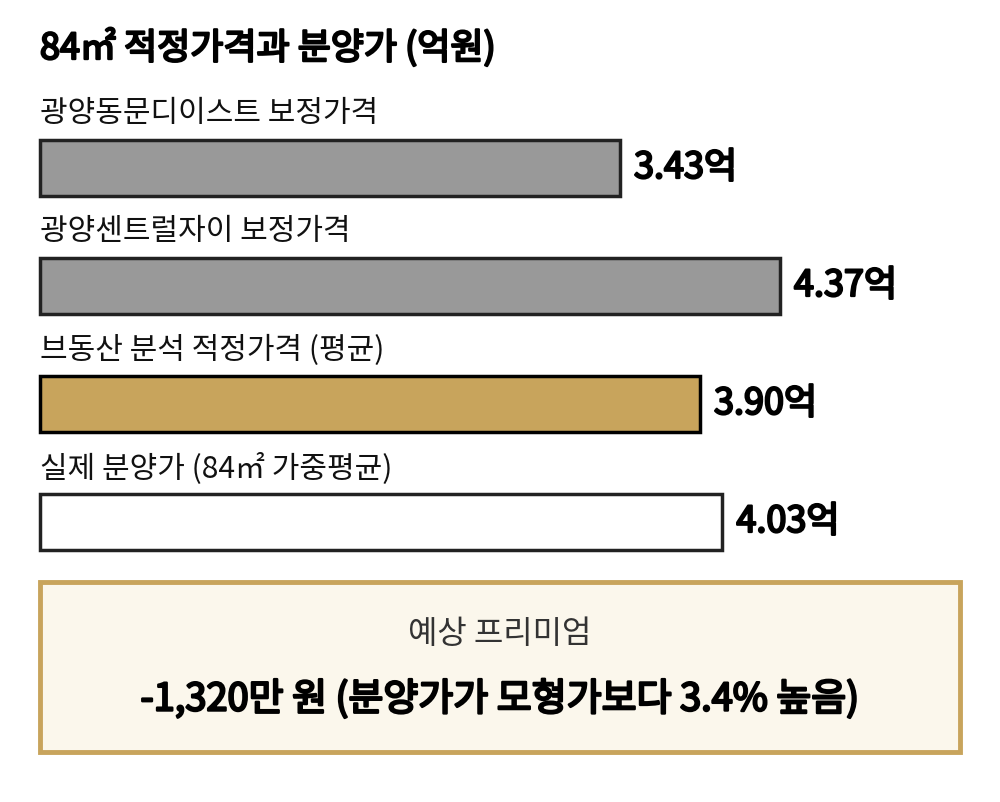 84㎡ 적정가격과 분양가 (억원)
광양동문디이스트 보정가격
3.43억
광양센트럴자이 보정가격
4.37억
브동산 분석 적정가격 (평균)
3.90억
실제 분양가 (84㎡ 가중평균)
4.03억
예상 프리미엄
-1,320만 원 (분양가가 모형가보다 3.4% 높음)